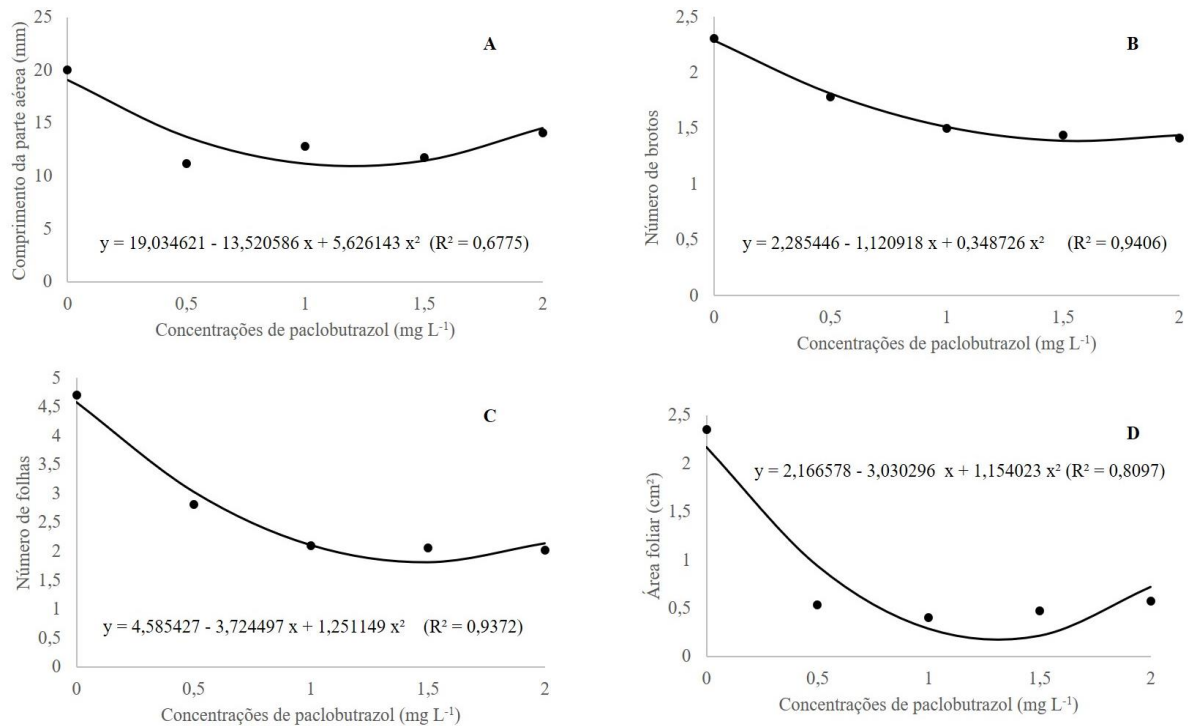 A
Comprimento da parte aérea (mm)
25
20
15
10
5
0
y = 19,034621 - 13,520586 x + 5,626143 x² (R² = 0,6775)
0 0,5 1 1,5 2
Concentrações de paclobutrazol (mg L⁻¹)
B
Número de brotos
2,5
2
1,5
1
0,5
0
y = 2,285446 - 1,120918 x + 0,348726 x² (R² = 0,9406)
0 0,5 1 1,5 2
Concentrações de paclobutrazol (mg L⁻¹)
C
Número de folhas
5
4,5
4
3,5
3
2,5
2
1,5
1
0,5
0
y = 4,585427 - 3,724497 x + 1,251149 x² (R² = 0,9372)
0 0,5 1 1,5 2
Concentrações de paclobutrazol (mg L⁻¹)
D
Área foliar (cm²)
2,5
2
1,5
1
0,5
0
y = 2,166578 - 3,030296 x + 1,154023 x² (R² = 0,8097)
0 0,5 1 1,5 2
Concentrações de paclobutrazol (mg L⁻¹)